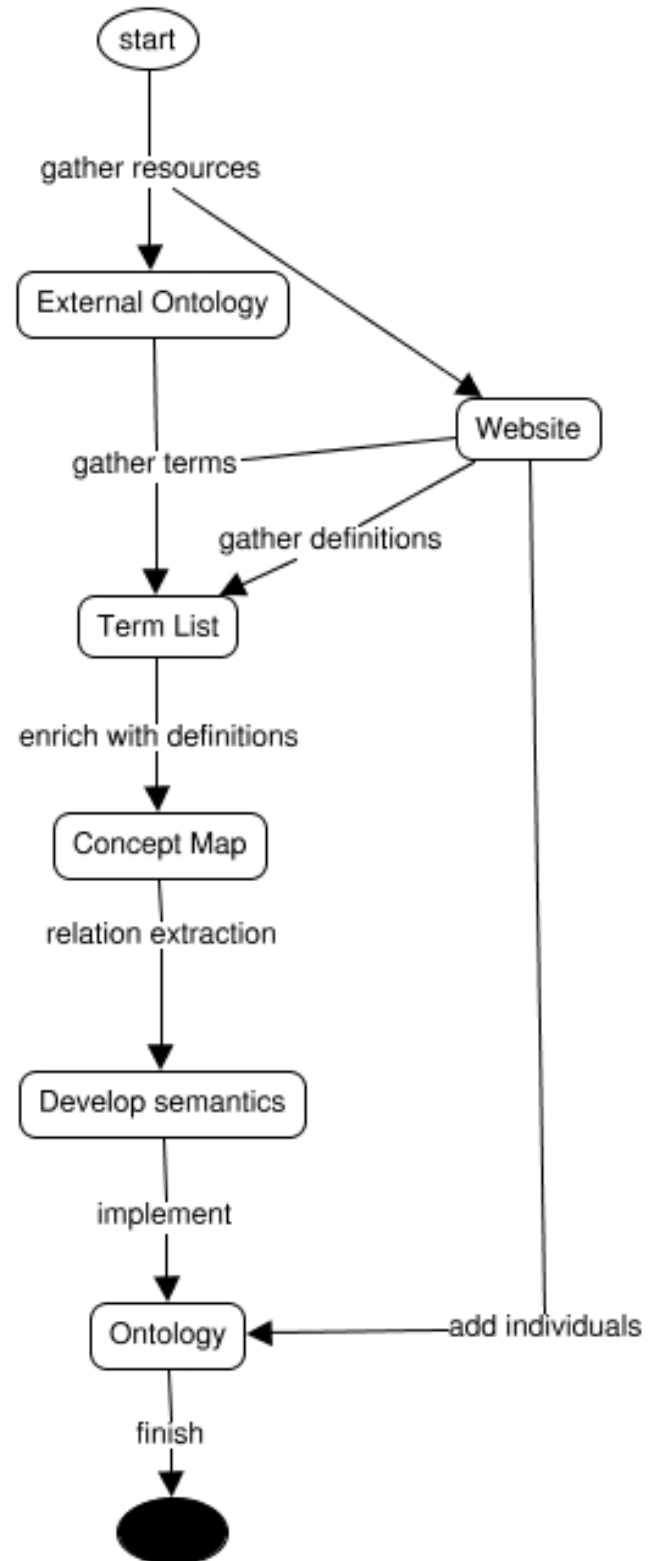 start
gather resources
External Ontology
Website
gather terms
gather definitions
Term List
enrich with definitions
Concept Map
relation extraction
Develop semantics
implement
Ontology
add individuals
finish